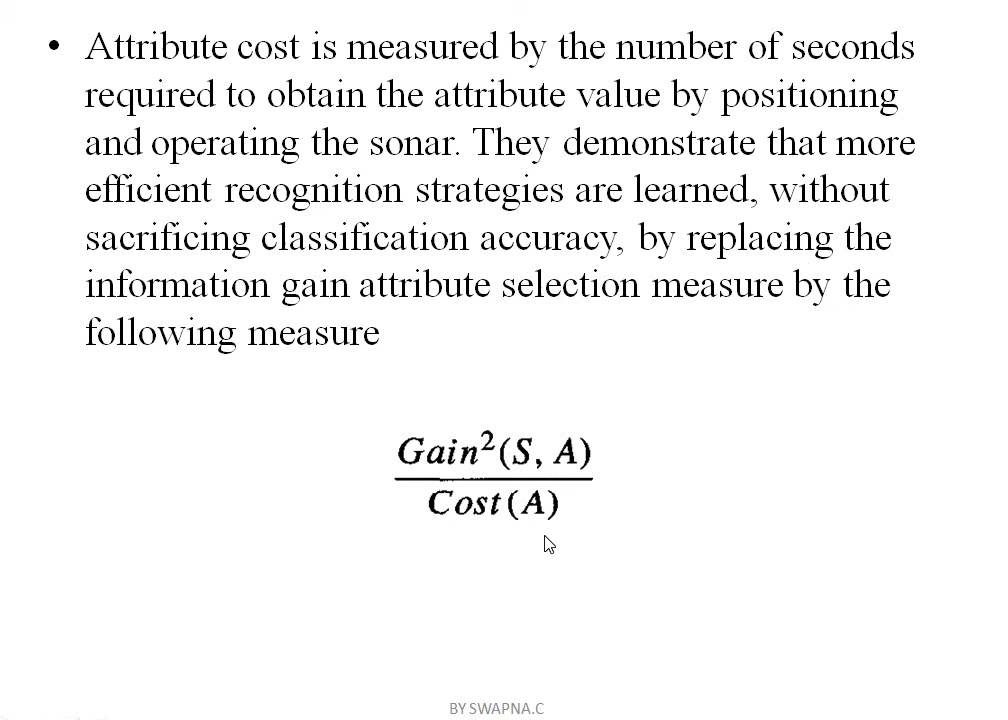 • Attribute cost is measured by the number of seconds
required to obtain the attribute value by positioning
and operating the sonar. They demonstrate that more
efficient recognition strategies are learned, without
sacrificing classification accuracy, by replacing the
information gain attribute selection measure by the
following measure
Gain²(S, A)
Cost(A)
BY SWAPNA.C